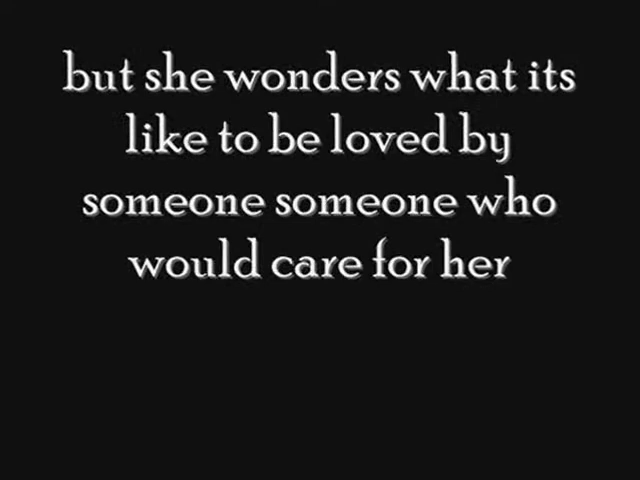 but she wonders what its
like to be loved by
someone someone who
would care for her